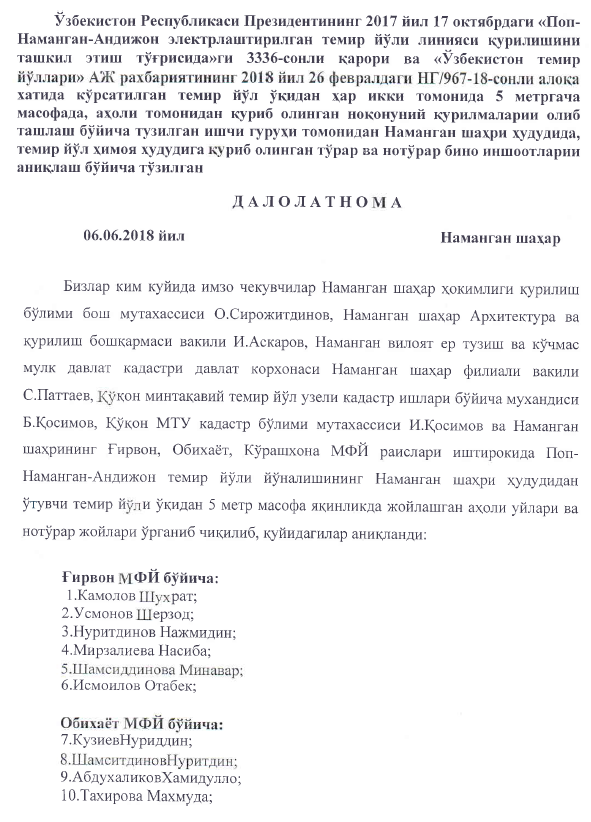 Ўзбекистон Республикаси Президентининг 2017 йил 17 октябрдаги «Поп-
Наманган-Андижон электрлаштирилган темир йўли линияси қурилишини
ташкил этиш тўғрисида»ги 3336-сонли қарори ва «Ўзбекистон темир
йўллари» АЖ рахбариятининг 2018 йил 26 февралдаги НГ/967-18-сонли алоқа
хатида кўрсатилган темир йўл ўқидан ҳар икки томонида 5 метргача
масофада, аҳоли томонидан қуриб олинган ноқонуний қурилмаларии олиб
ташлаш бўйича тузилган ишчи гуруҳи томонидан Наманган шаҳри ҳудудида,
темир йўл ҳимоя ҳудудига қуриб олинган тўрар ва нотўрар бино иншоотларии
аниқлаш бўйича тўзилган
Д А Л О Л А Т Н О М А
06.06.2018 йил Наманган шаҳар
Бизлар ким куйида имзо чекувчилар Наманган шаҳар ҳокимлиги қурилиш
бўлими бош мутахассиси О.Сирожитдинов, Наманган шаҳар Архитектура ва
қурилиш бошқармаси вакили И.Аскаров, Наманган вилоят ер тузиш ва кўчмас
мулк давлат кадастри давлат корхонаси Наманган шаҳар филиали вакили
С.Паттаев, Қўқон минтақавий темир йўл узели кадастр ишлари бўйича мухандиси
Б.Қосимов, Қўқон МТУ кадастр бўлими мутахассиси И.Қосимов ва Наманган
шаҳрининг Ғирвон, Обихаёт, Кўрашхона МФЙ раислари иштирокида Поп-
Наманган-Андижон темир йўли йўналишининг Наманган шаҳри ҳудудидан
ўтувчи темир йўли ўқидан 5 метр масофа яқинликда жойлашган аҳоли уйлари ва
нотўрар жойлари ўрганиб чиқилиб, қуйидагилар аниқланди:
Ғирвон МФЙ бўйича:
1.Камолов Шухрат;
2.Усмонов Шерзод;
3.Нуритдинов Нажмидин;
4.Мирзалиева Насиба;
5.Шамсиддинова Минавар;
6.Исмоилов Отабек;
Обихаёт МФЙ бўйича:
7.КузиевНуриддин;
8.ШамситдиновНуритдин;
9.АбдухаликовХамидулло;
10.Тахирова Махмуда;